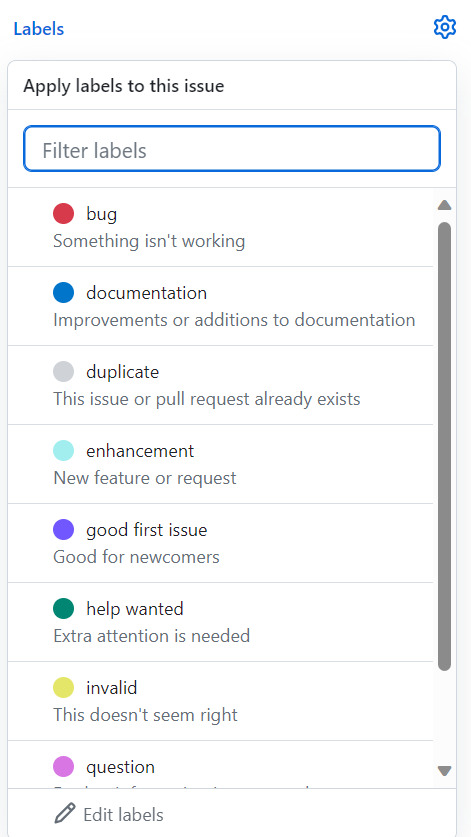 Labels
Apply labels to this issue
Filter labels
bug
Something isn't working
documentation
Improvements or additions to documentation
duplicate
This issue or pull request already exists
enhancement
New feature or request
good first issue
Good for newcomers
help wanted
Extra attention is needed
invalid
This doesn't seem right
question
Edit labels